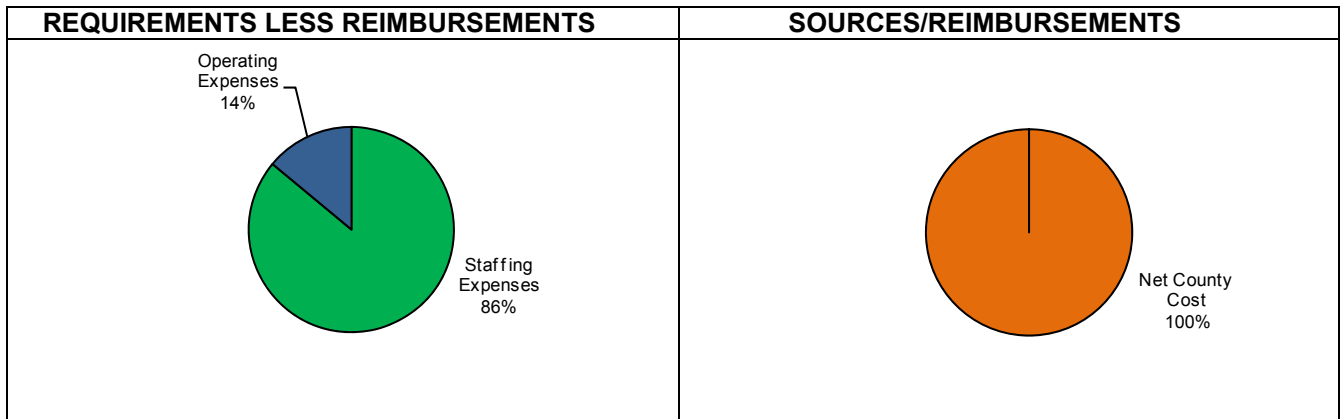 REQUIREMENTS LESS REIMBURSEMENTS
SOURCES/REIMBURSEMENTS
Operating
Expenses
14%
Staffing
Expenses
86%
Net County
Cost
100%